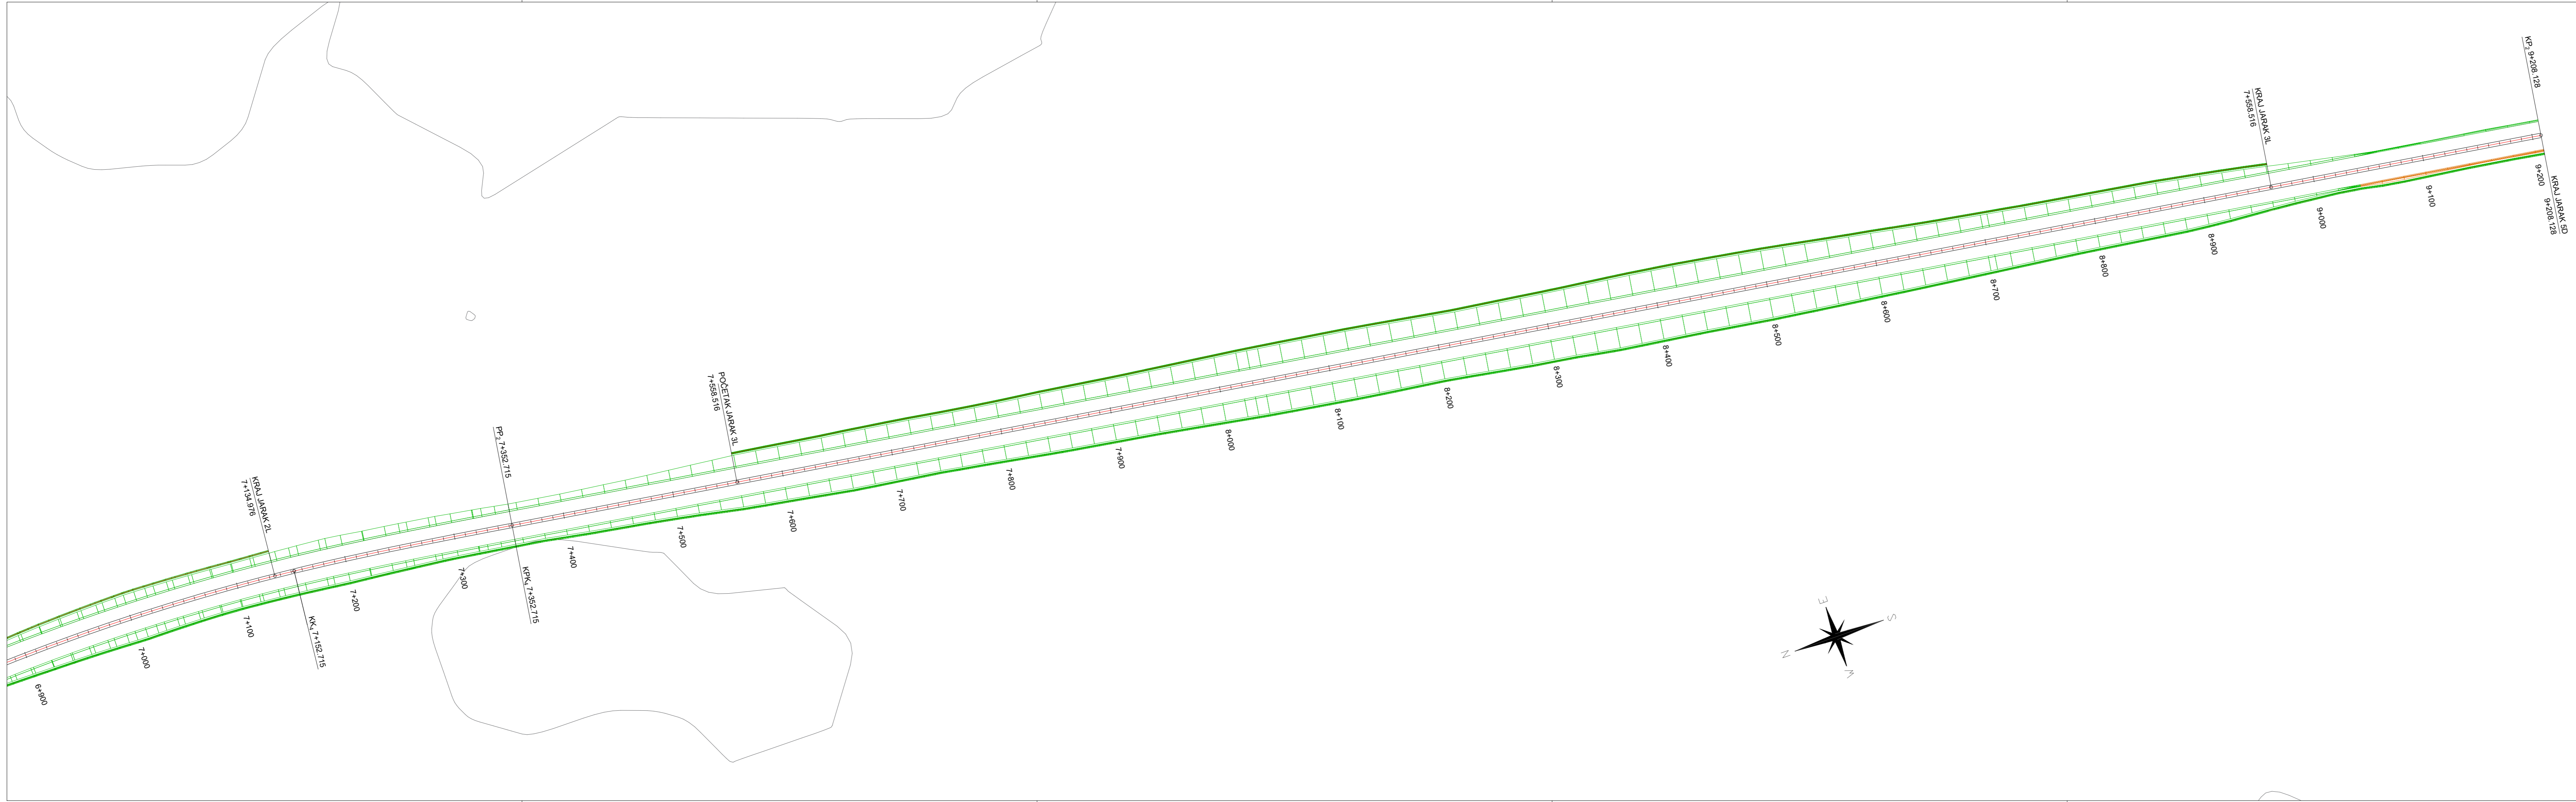 KRAJ JARAK 2L
7+134.976
PP2 7+352.715
POČETAK JARAK 3L
7+558.516
KRAJ JARAK 3L
7+558.516
KP2 9+208.128
6+900
7+000
7+100
KK4 7+152.715
7+200
7+300
KPK4 7+352.715
7+400
7+500
7+600
7+700
7+800
7+900
8+000
8+100
8+200
8+300
8+400
8+500
8+600
8+700
8+800
8+900
9+000
9+100
9+200
KRAJ JARAK 5D
9+208.128
E
S
N
W